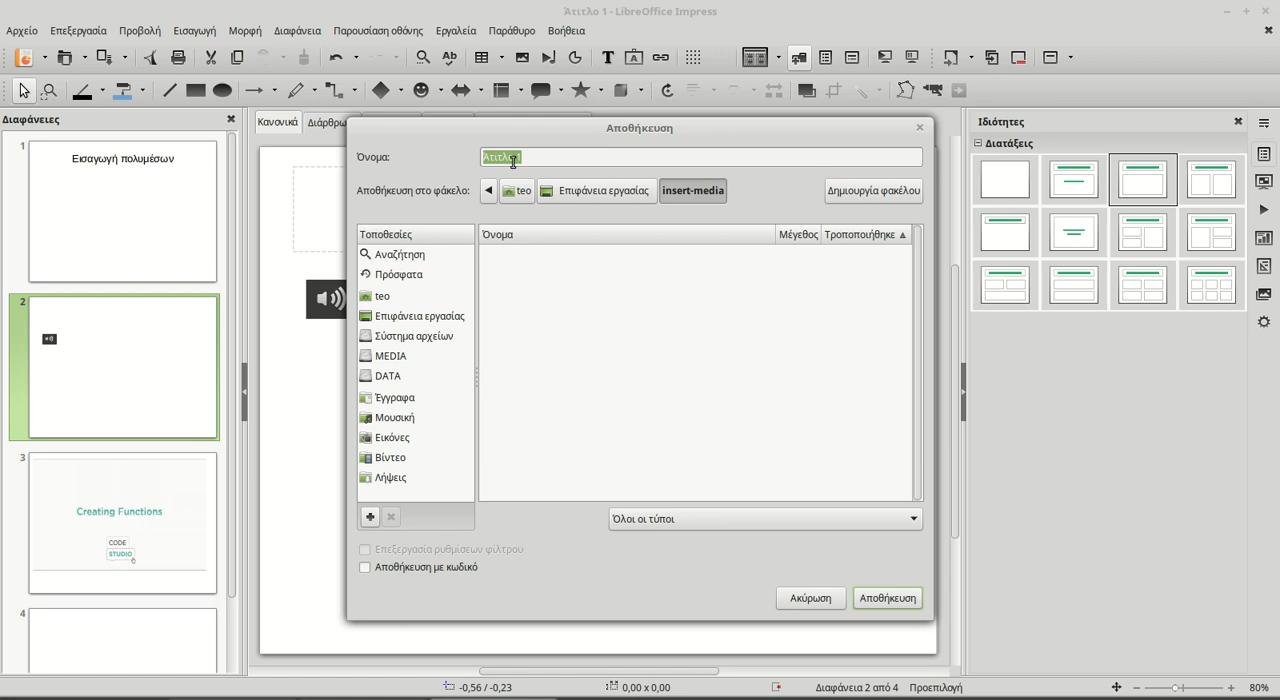 Άτιτλο 1 - LibreOffice Impress
Αρχείο Επεξεργασία Προβολή Εισαγωγή Μορφή Διαφάνεια Παρουσίαση οθόνης Εργαλεία Παράθυρο Βοήθεια
Διαφάνειες
1
Εισαγωγή πολυμέσων
2
3
Creating Functions
CODE
STUDIO
4
Κανονικά
Αποθήκευση
Όνομα:
Άτιτλο 1
Αποθήκευση στο φάκελο:
teo
Επιφάνεια εργασίας
insert-media
Δημιουργία φακέλου
Τοποθεσίες
Αναζήτηση
Πρόσφατα
teo
Επιφάνεια εργασίας
Σύστημα αρχείων
MEDIA
DATA
Έγγραφα
Μουσική
Εικόνες
Βίντεο
Λήψεις
Όνομα Μέγεθος Τροποποιήθηκε
Όλοι οι τύποι
Επεξεργασία ρυθμίσεων φίλτρου
Αποθήκευση με κωδικό
Ακύρωση Αποθήκευση
Ιδιότητες
Διατάξεις
-0,56 / -0,23 0,00 x 0,00 Διαφάνεια 2 από 4 Προεπιλογή 80%